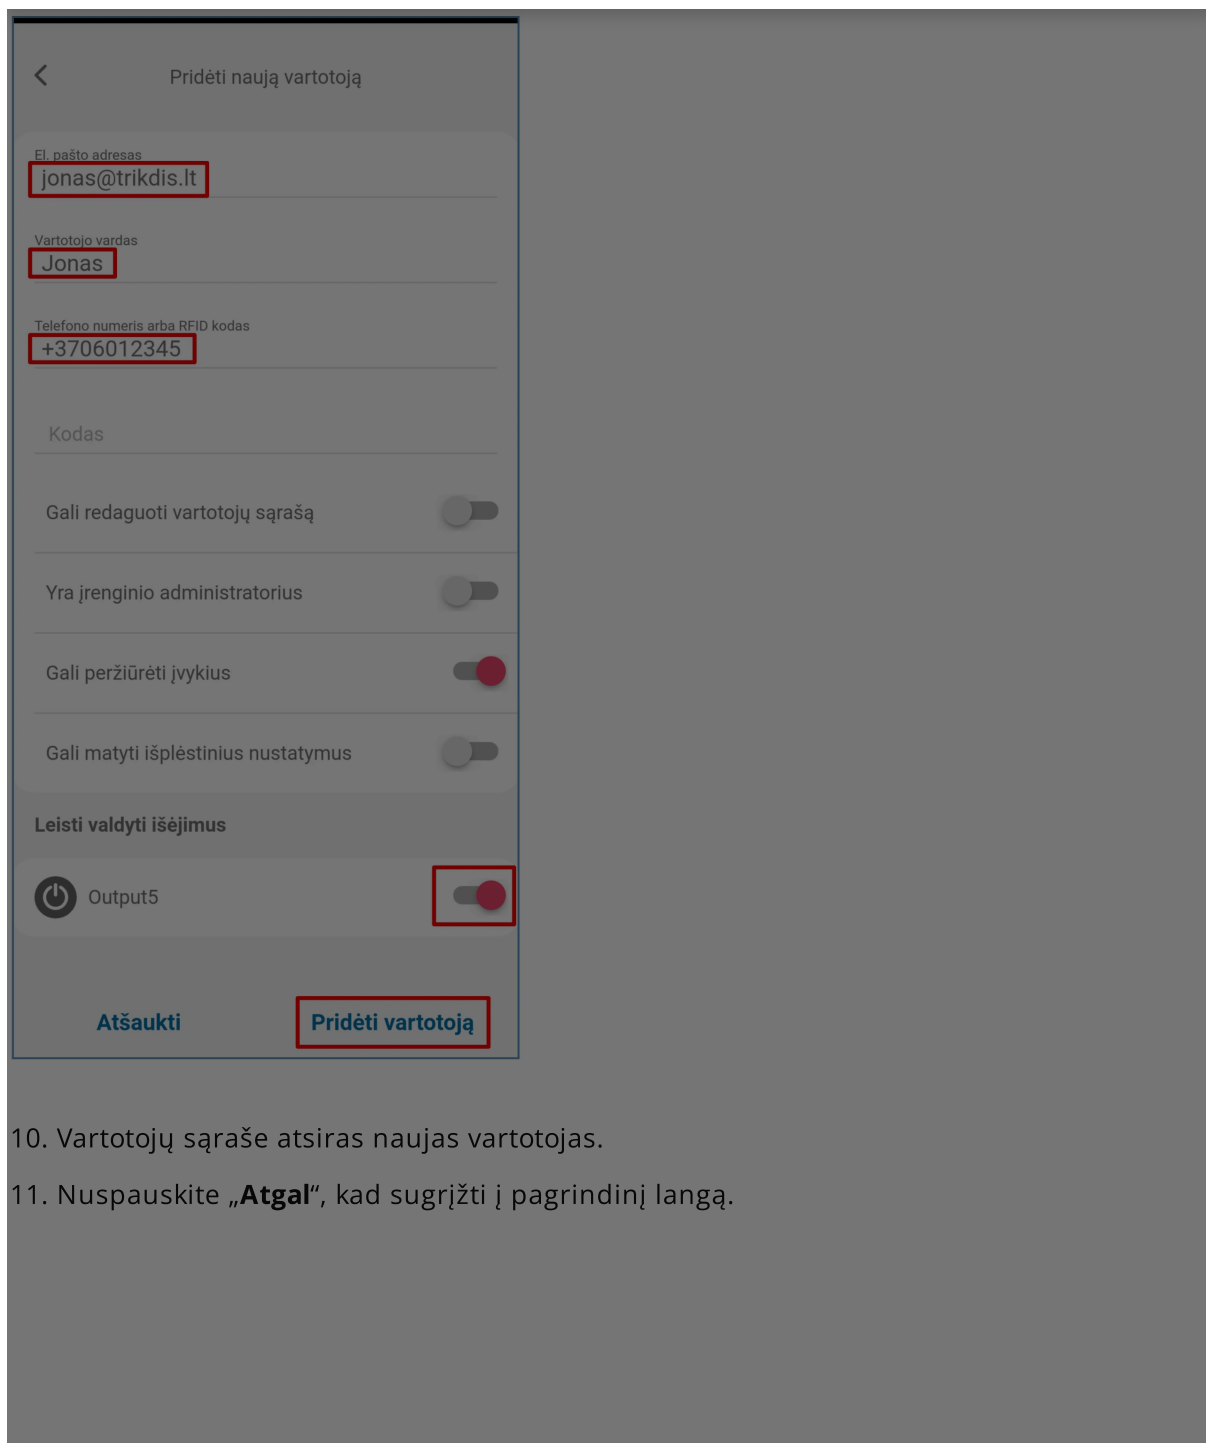 Pridėti naują vartotoją
El. pašto adresas
jonas@trikdis.lt
Vartotojo vardas
Jonas
Telefono numeris arba RFID kodas
+3706012345
Kodas
Gali redaguoti vartotojų sąrašą
Yra įrenginio administratorius
Gali peržiūrėti įvykius
Gali matyti išplėstinius nustatymus
Leisti valdyti išėjimus
Output5
Atšaukti Pridėti vartotoją
10. Vartotojų sąraše atsiras naujas vartotojas.
11. Nuspauskite „Atgal“, kad sugrįžti į pagrindinį langą.